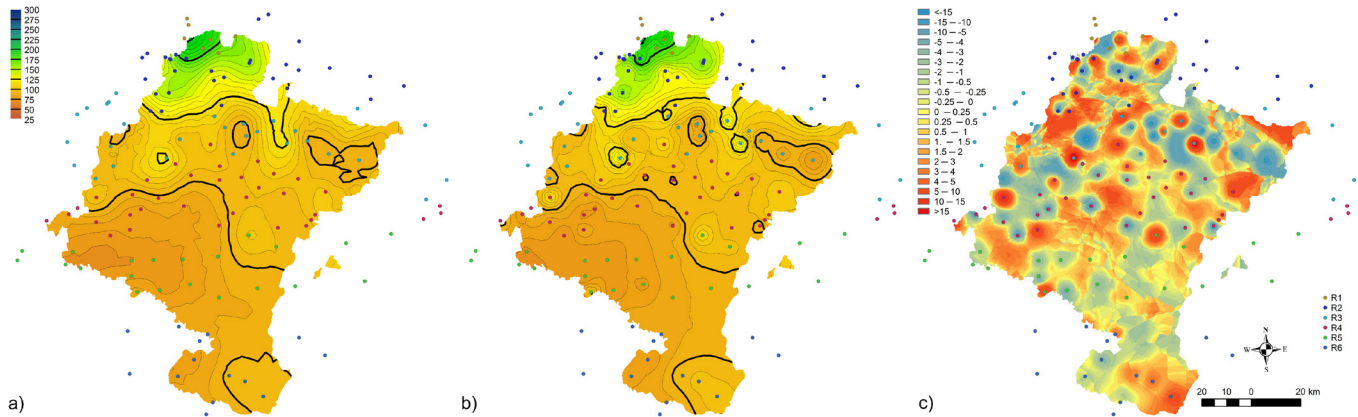 300
275
250
225
200
175
150
125
100
75
50
25
a)
b)
<-15
-15 – -10
-10 – -5
-5 – -4
-4 – -3
-3 – -2
-2 – -1
-1 – -0.5
-0.5 – -0.25
-0.25 – 0
0 – 0.25
0.25 – 0.5
0.5 – 1
1. – 1.5
1.5 – 2
2 – 3
3 – 4
4 – 5
5 – 10
10 – 15
>15
c)
R1
R2
R3
R4
R5
R6
N
W E
S
20 10 0 20 km